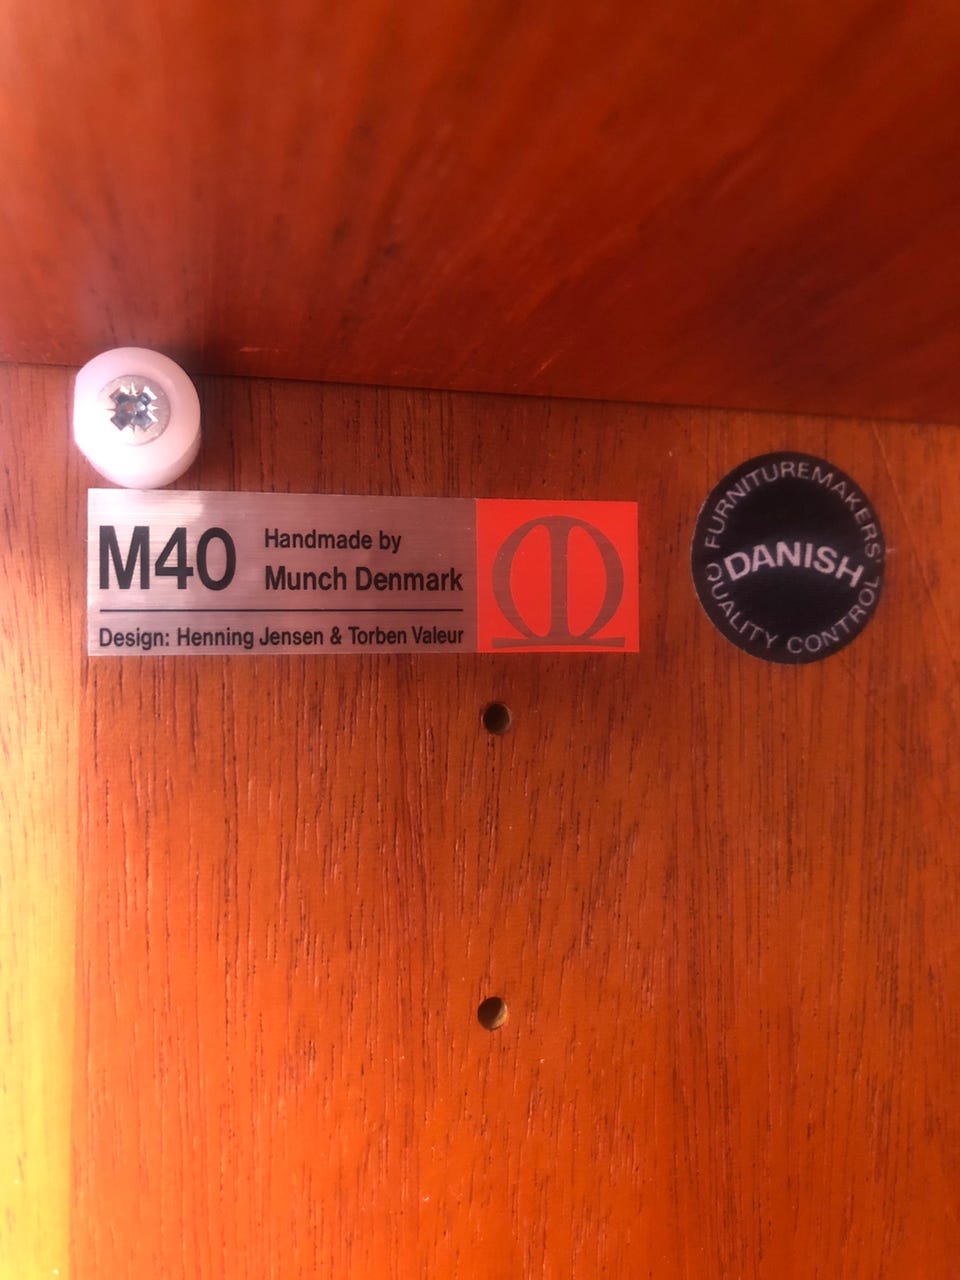 M40
Handmade by
Munch Denmark
Design: Henning Jensen & Torben Valeur
FURNITUREMAKERS'
DANISH
QUALITY CONTROL